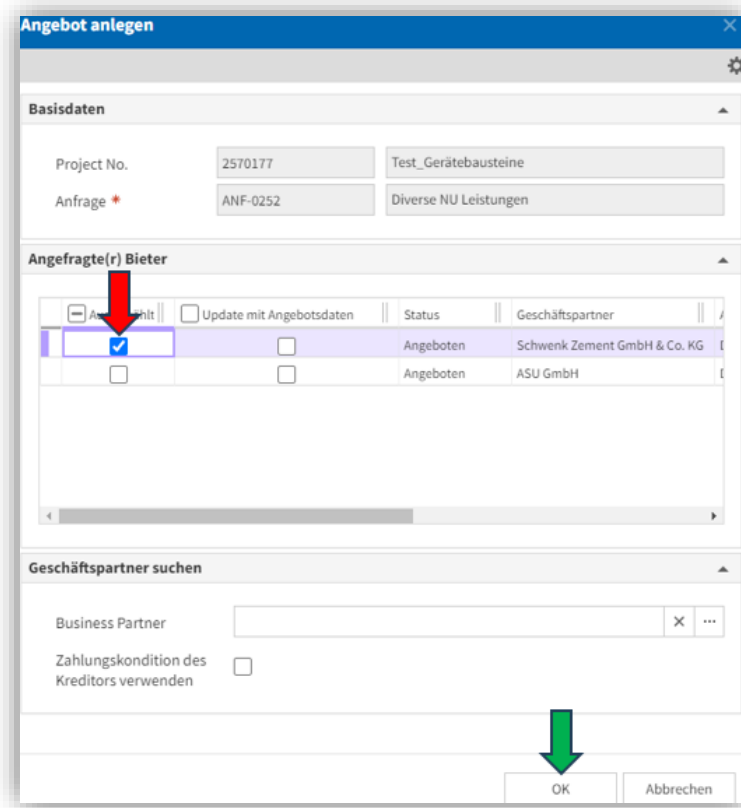 Angebot anlegen
Basisdaten
Project No. 2570177 Test_Gerätebausteine
Anfrage * ANF-0252 Diverse NU Leistungen
Angefragte(r) Bieter
Update mit Angebotsdaten Status Geschäftspartner
Angeboten Schwenk Zement GmbH & Co. KG
Angeboten ASU GmbH
Geschäftspartner suchen
Business Partner
Zahlungskondition des
Kreditors verwenden
OK Abbrechen